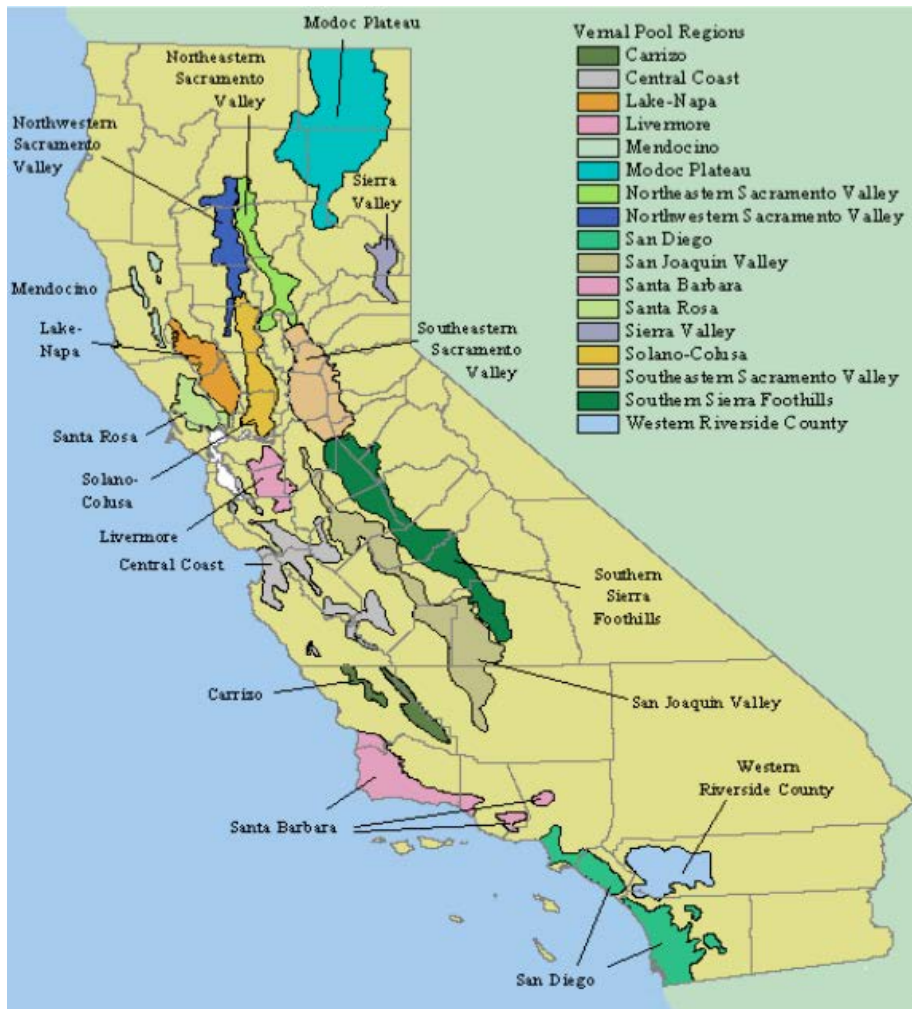 Modoc Plateau
Northeastern
Sacramento
Valley
Northwestern
Sacramento
Valley
Sierra
Valley
Mendocino
Lake-
Napa
Southeastern
Sacramento
Valley
Santa Rosa
Solano-
Colusa
Livermore
Central Coast
Southern
Sierra
Foothills
Carrizo
San Joaquin Valley
Western
Riverside County
Santa Barbara
San Diego
Vernal Pool Regions
Carrizo
Central Coast
Lake-Napa
Livermore
Mendocino
Modoc Plateau
Northeastern Sacramento Valley
Northwestern Sacramento Valley
San Diego
San Joaquin Valley
Santa Barbara
Santa Rosa
Sierra Valley
Solano-Colusa
Southeastern Sacramento Valley
Southern Sierra Foothills
Western Riverside County